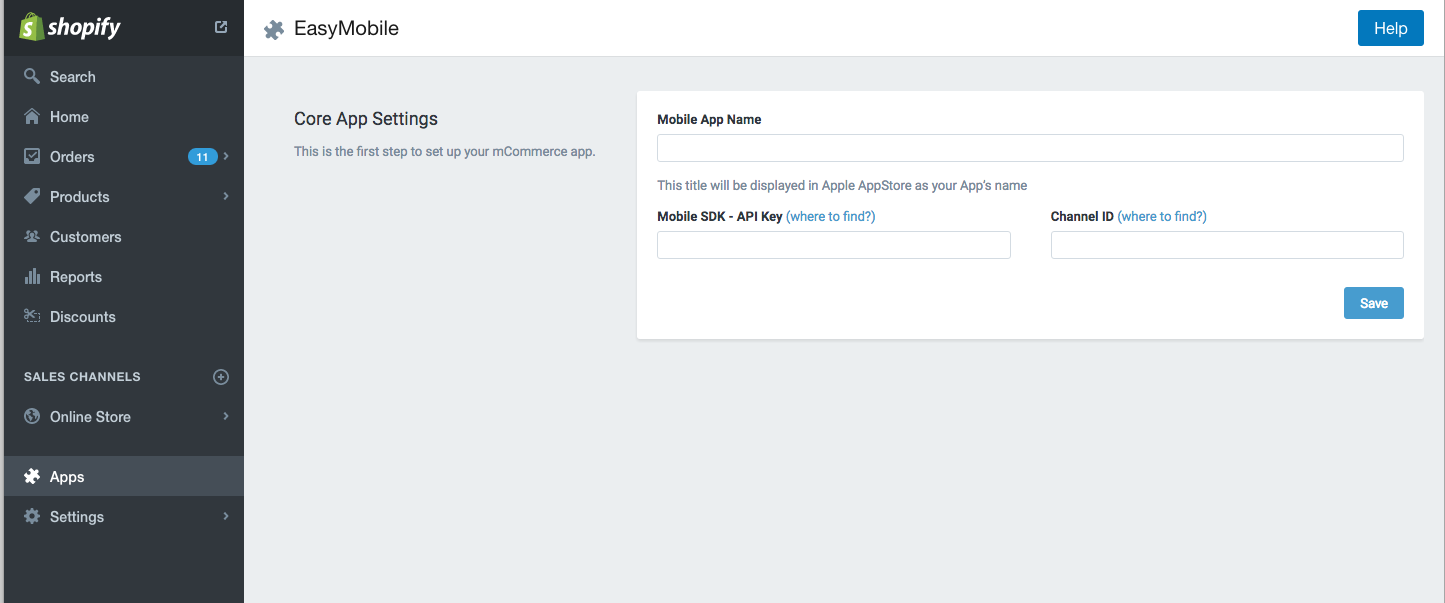 shopify
EasyMobile
Help
Search
Home
Orders 11
Products
Customers
Reports
Discounts
SALES CHANNELS
Online Store
Apps
Settings
Core App Settings
This is the first step to set up your mCommerce app.
Mobile App Name
This title will be displayed in Apple AppStore as your App's name
Mobile SDK - API Key (where to find?)
Channel ID (where to find?)
Save